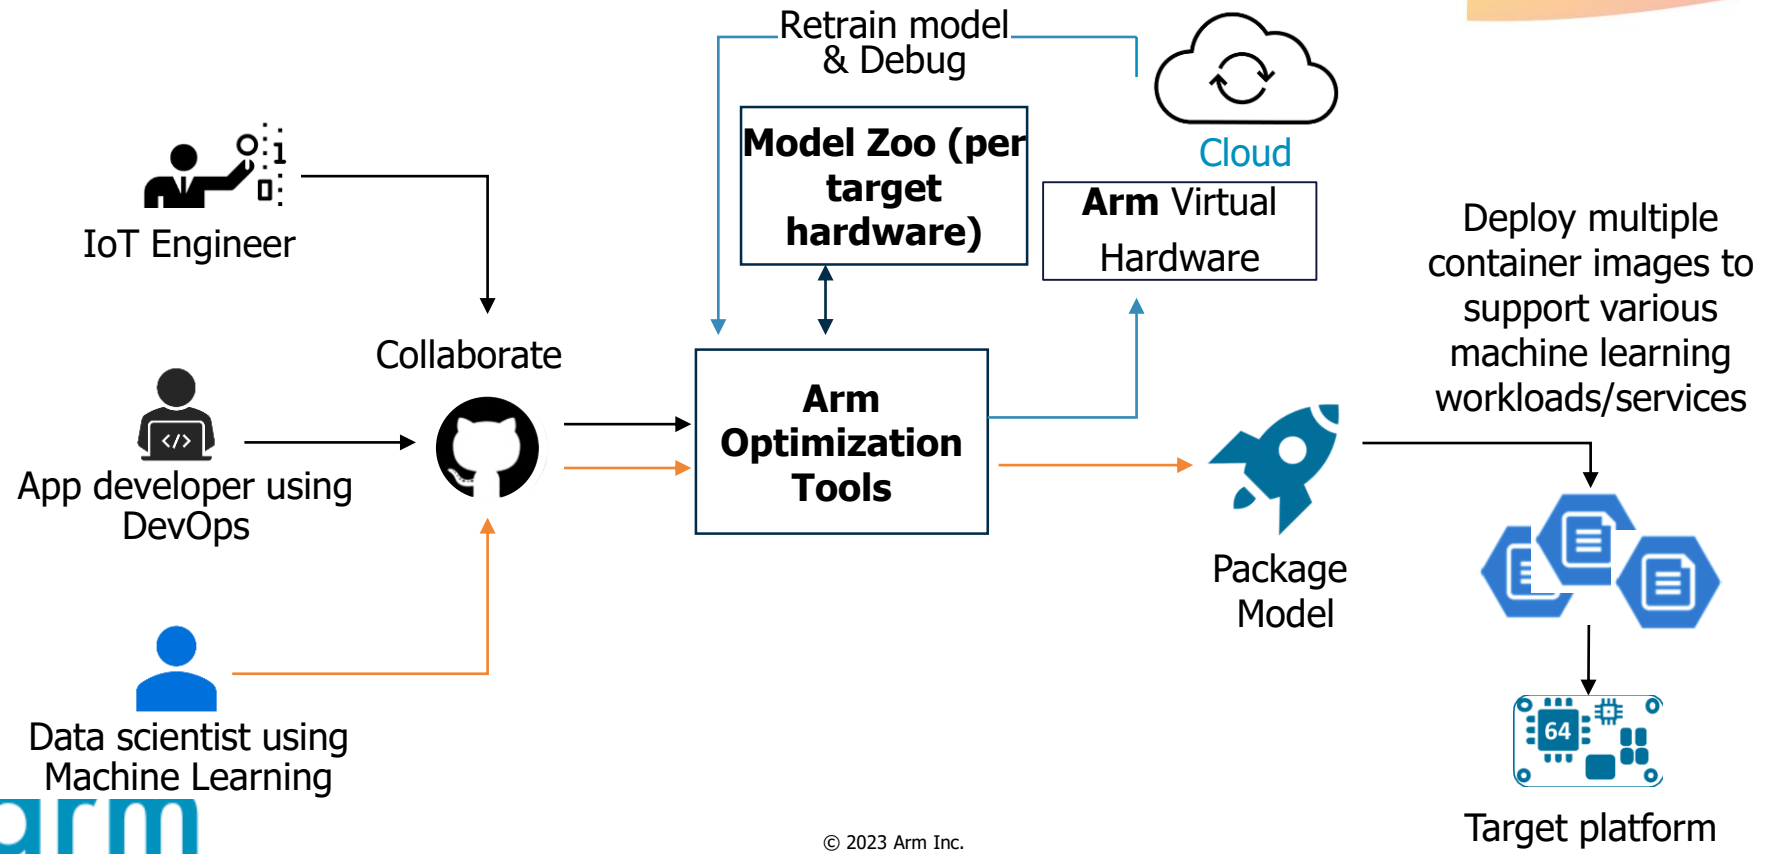 Retrain model
& Debug
Cloud
Model Zoo (per
target
hardware)
Arm Virtual
Hardware
IoT Engineer
Collaborate
Deploy multiple
container images to
support various
machine learning
workloads/services
</>
App developer using
DevOps
Arm
Optimization
Tools
Package
Model
Data scientist using
Machine Learning
64
Target platform
arm
© 2023 Arm Inc.